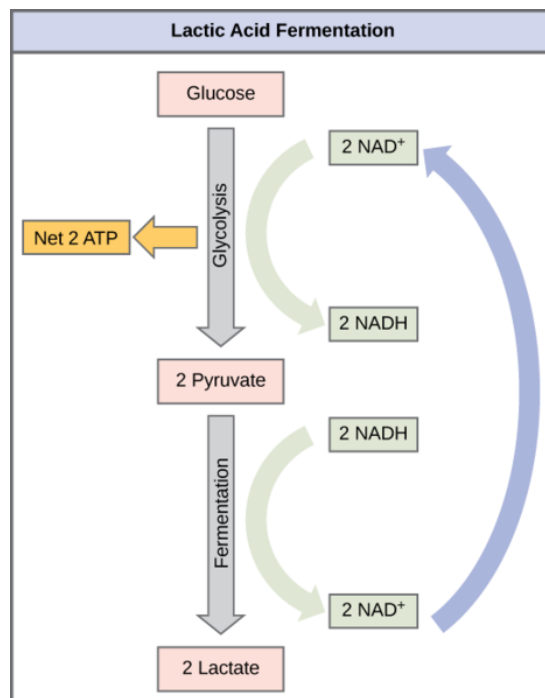 Lactic Acid Fermentation
Glucose
2 NAD⁺
Glycolysis
Net 2 ATP
2 NADH
2 Pyruvate
2 NADH
Fermentation
2 NAD⁺
2 Lactate